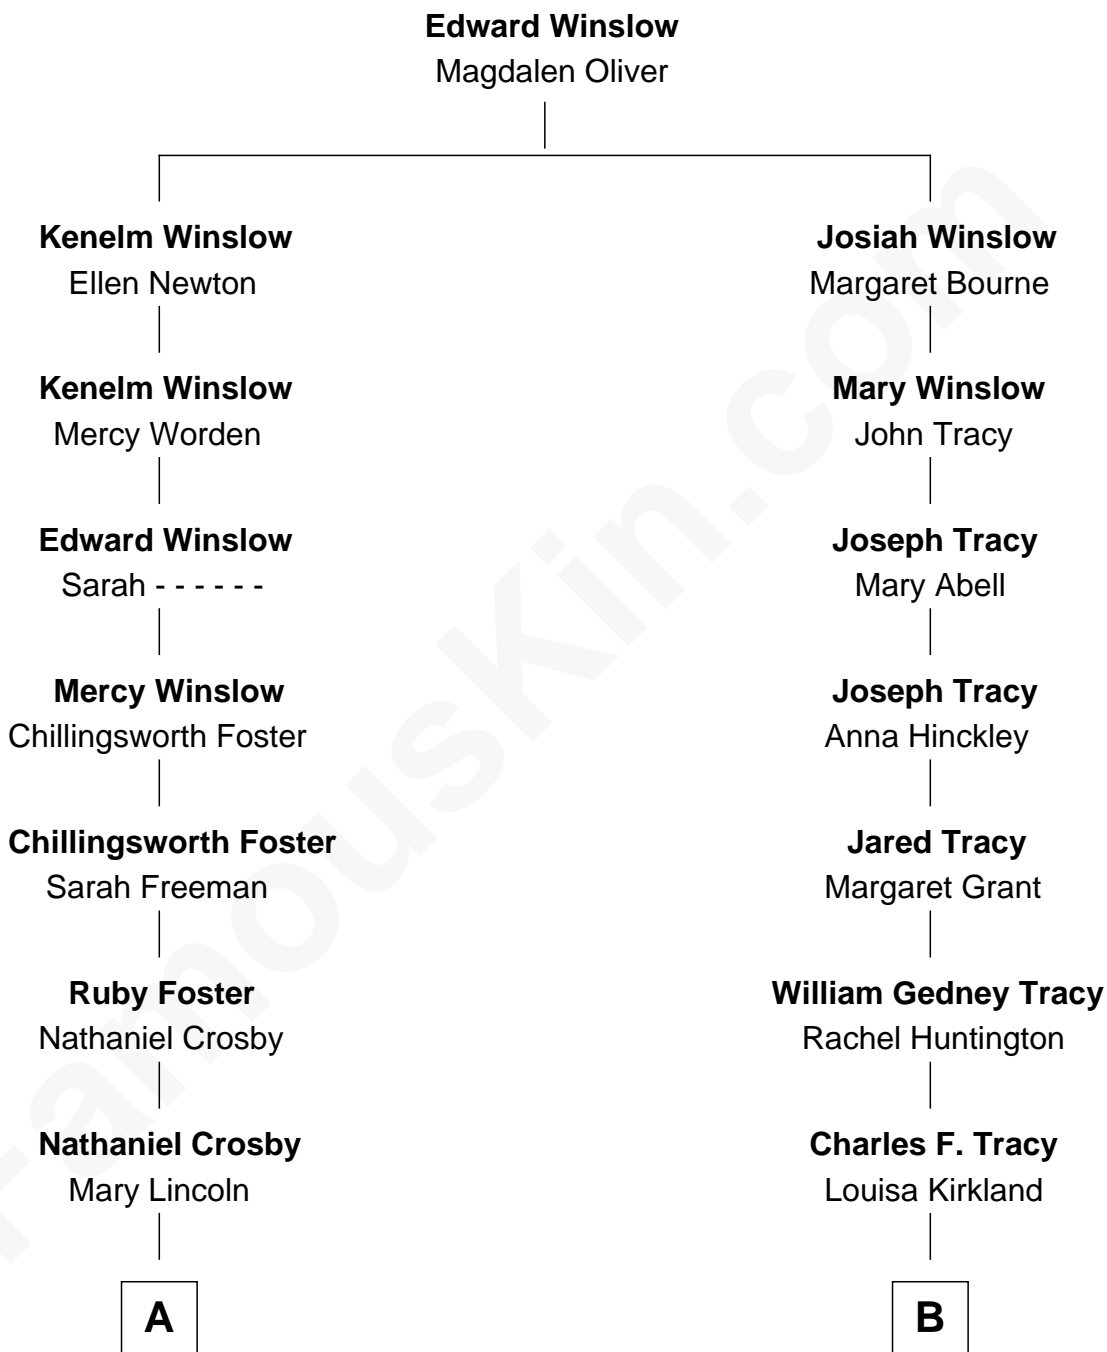 Edward Winslow
Magdalen Oliver
Kenelm Winslow
Ellen Newton
Josiah Winslow
Margaret Bourne
Kenelm Winslow
Mercy Worden
Mary Winslow
John Tracy
Edward Winslow
Sarah - - - - - -
Joseph Tracy
Mary Abell
Mercy Winslow
Chillingsworth Foster
Joseph Tracy
Anna Hinckley
Chillingsworth Foster
Sarah Freeman
Jared Tracy
Margaret Grant
Ruby Foster
Nathaniel Crosby
William Gedney Tracy
Rachel Huntington
Nathaniel Crosby
Mary Lincoln
Charles F. Tracy
Louisa Kirkland
A
B
FamousKin.com